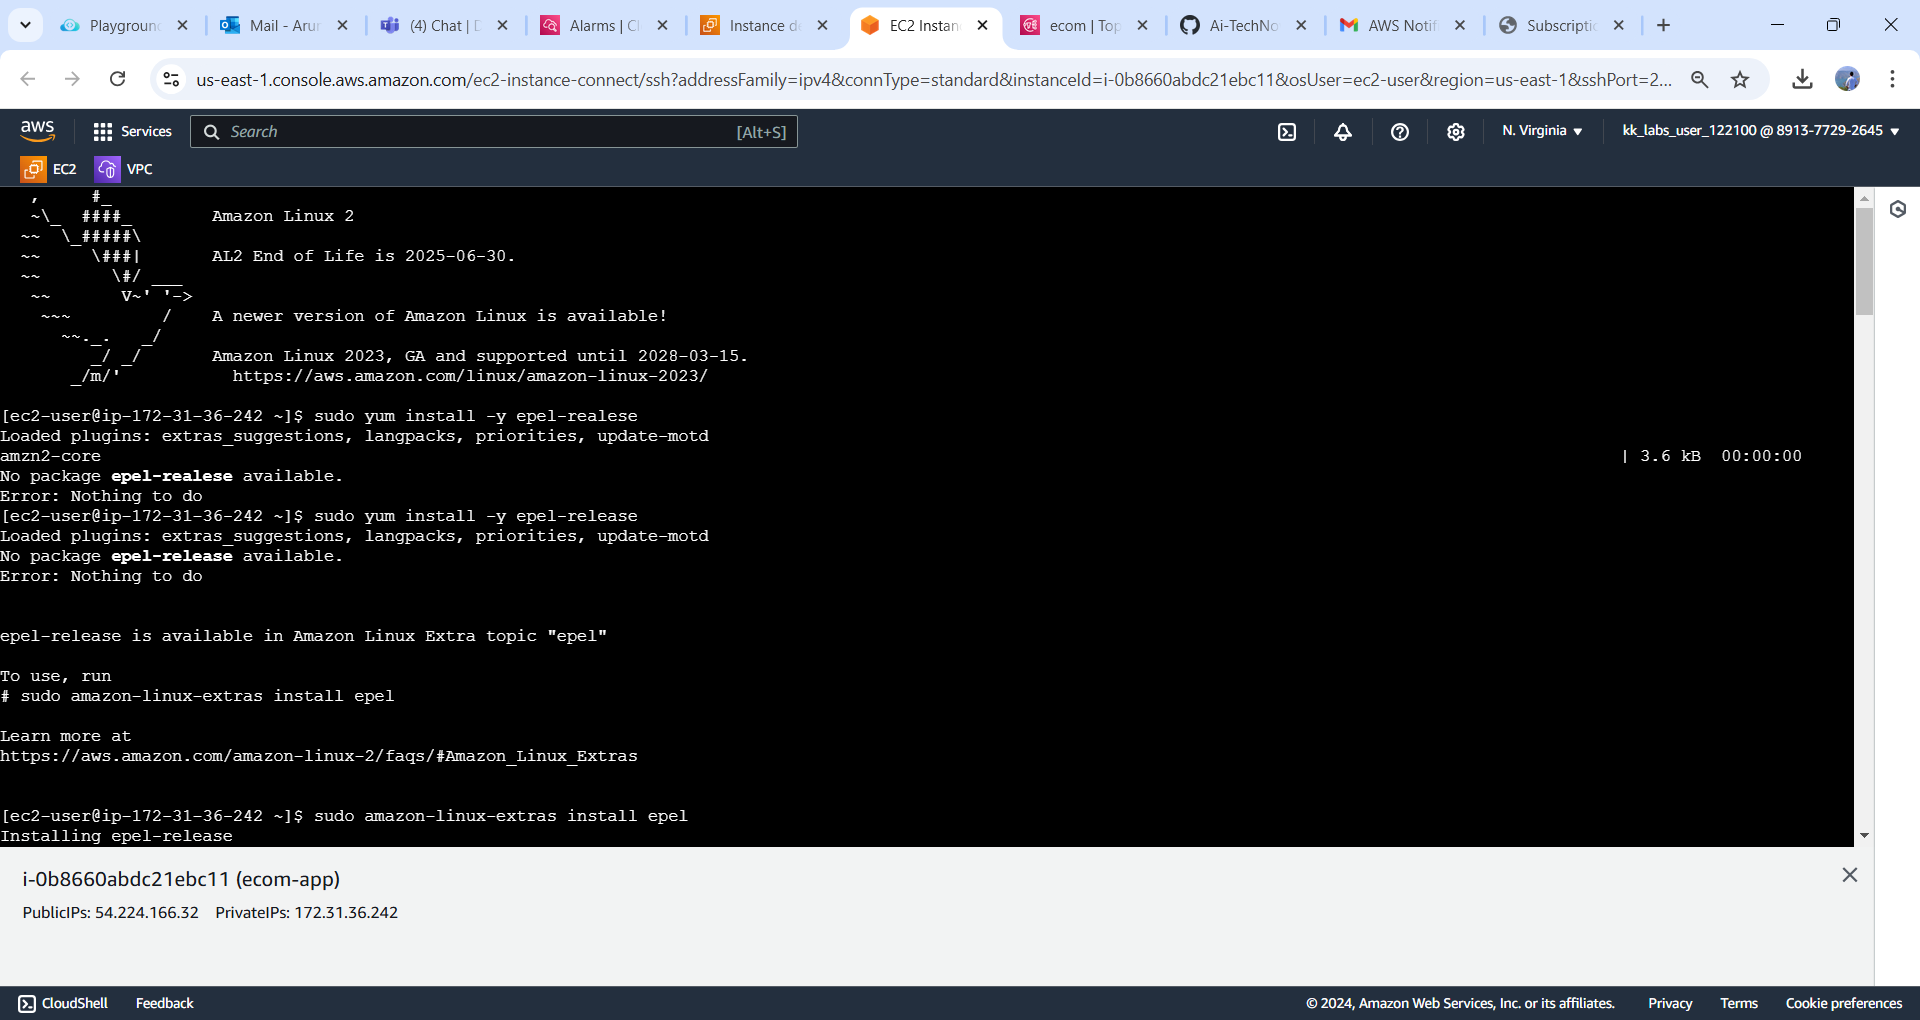 Playground
Mail - Arun
(4) Chat | D
Alarms | Cl
Instance de
EC2 Instan
ecom | Top
Ai-TechNo
AWS Notifi
Subscriptio
us-east-1.console.aws.amazon.com/ec2-instance-connect/ssh?addressFamily=ipv4&connType=standard&instanceId=i-0b8660abdc21ebc11&osUser=ec2-user&region=us-east-1&sshPort=2...
aws
Services
Search
[Alt+S]
N. Virginia
kk_labs_user_122100 @ 8913-7729-2645
EC2
VPC
   ,     #_
   ~\_  ####_        Amazon Linux 2
  ~~  \_#####\
  ~~     \###|       AL2 End of Life is 2025-06-30.
  ~~       \#/ ___
   ~~       V~' '->
    ~~~         /    A newer version of Amazon Linux is available!
      ~~._.   _/
         _/ _/       Amazon Linux 2023, GA and supported until 2028-03-15.
       _/m/'           https://aws.amazon.com/linux/amazon-linux-2023/
[ec2-user@ip-172-31-36-242 ~]$ sudo yum install -y epel-realese
Loaded plugins: extras_suggestions, langpacks, priorities, update-motd
amzn2-core | 3.6 kB  00:00:00
No package epel-realese available.
Error: Nothing to do
[ec2-user@ip-172-31-36-242 ~]$ sudo yum install -y epel-release
Loaded plugins: extras_suggestions, langpacks, priorities, update-motd
No package epel-release available.
Error: Nothing to do
epel-release is available in Amazon Linux Extra topic "epel"
To use, run
# sudo amazon-linux-extras install epel
Learn more at
https://aws.amazon.com/amazon-linux-2/faqs/#Amazon_Linux_Extras
[ec2-user@ip-172-31-36-242 ~]$ sudo amazon-linux-extras install epel
Installing epel-release
i-0b8660abdc21ebc11 (ecom-app)
PublicIPs: 54.224.166.32 PrivateIPs: 172.31.36.242
CloudShell
Feedback
© 2024, Amazon Web Services, Inc. or its affiliates.
Privacy
Terms
Cookie preferences